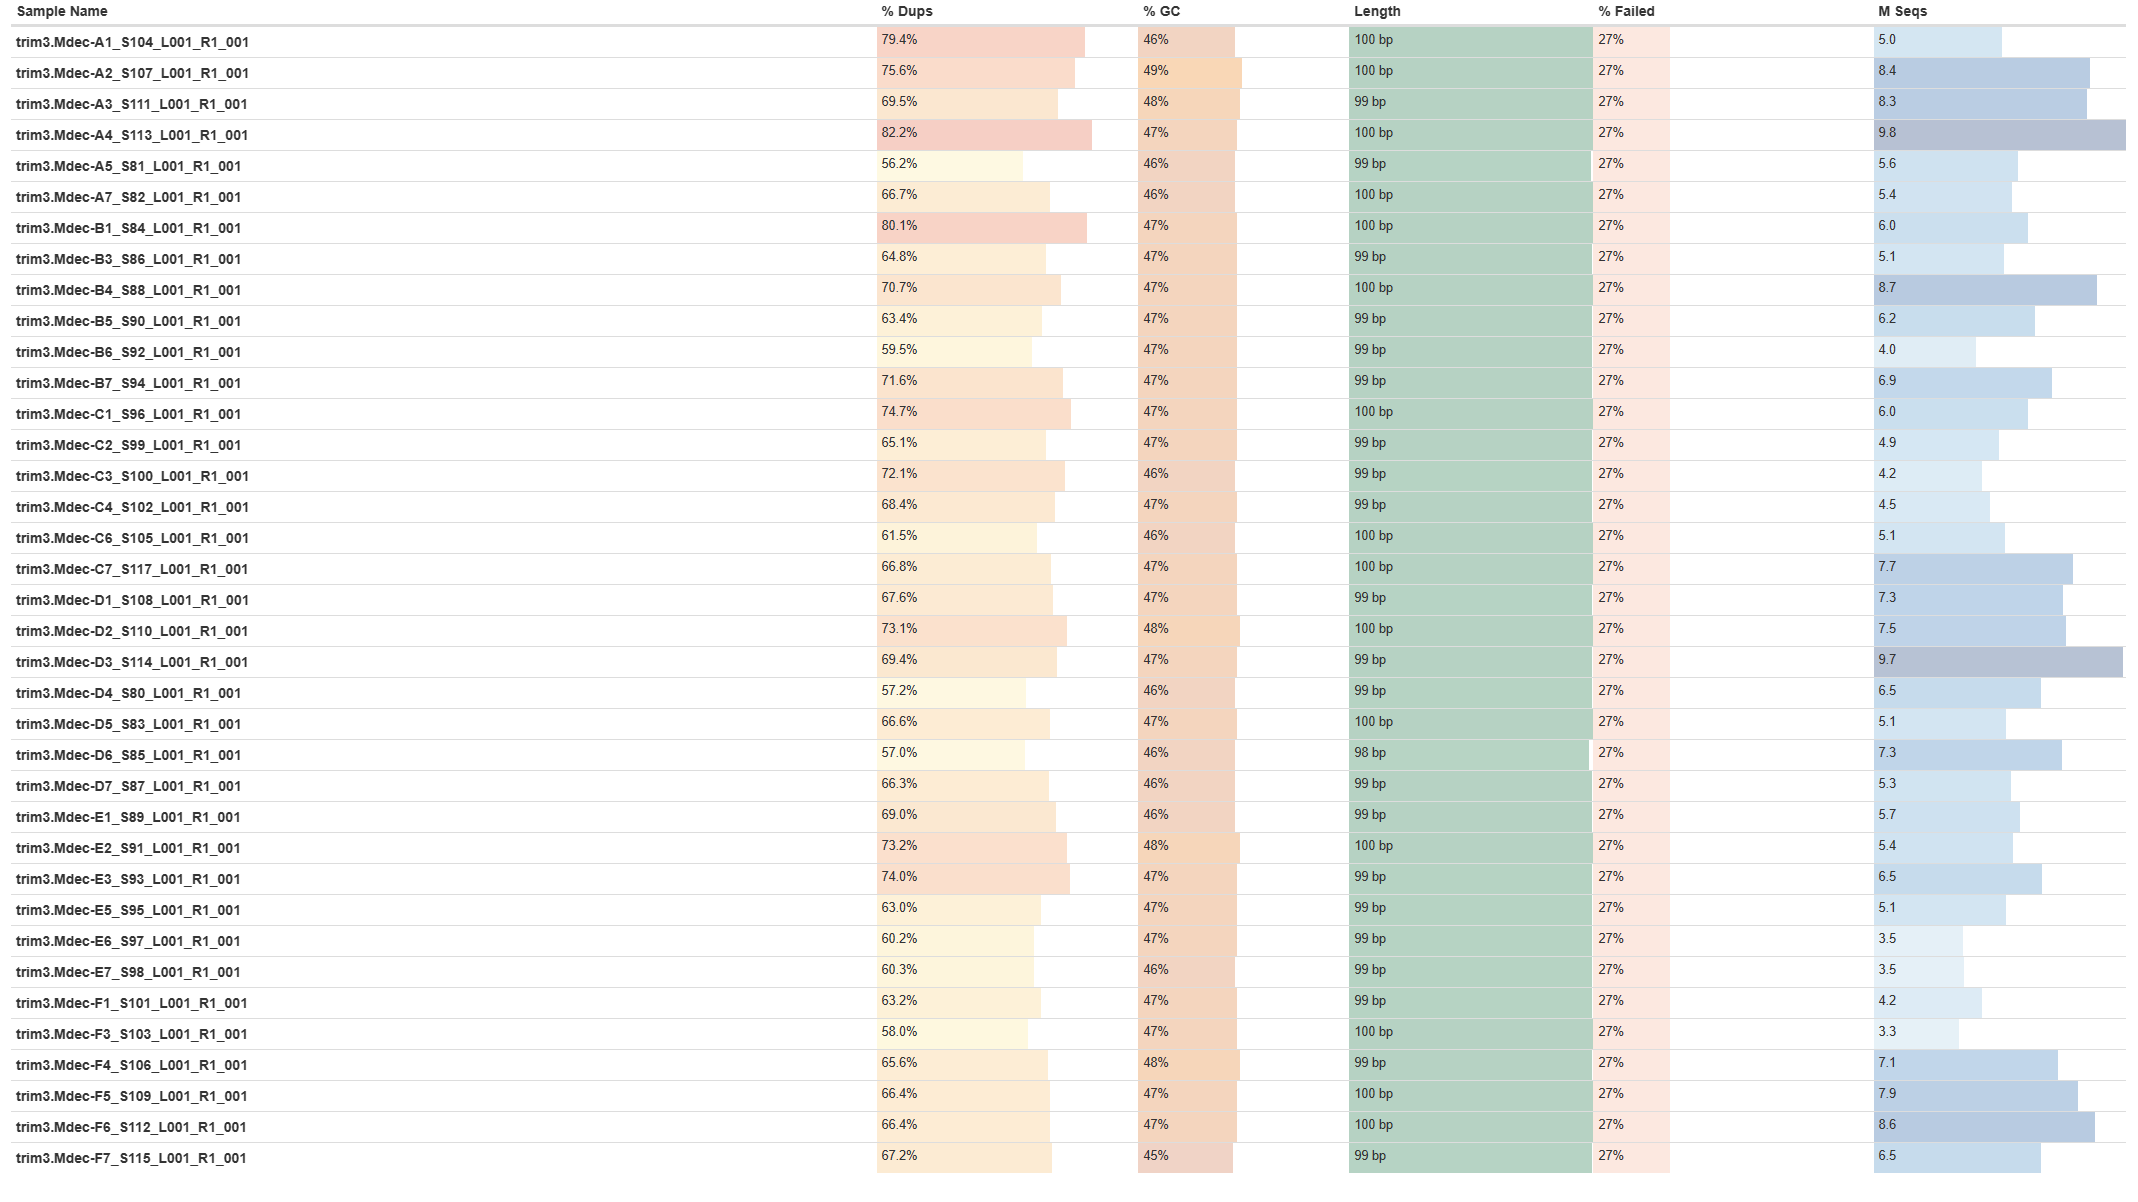 Sample Name % Dups % GC Length % Failed M Seqs
trim3.Mdec-A1_S104_L001_R1_001 79.4% 46% 100 bp 27% 5.0
trim3.Mdec-A2_S107_L001_R1_001 75.6% 49% 100 bp 27% 8.4
trim3.Mdec-A3_S111_L001_R1_001 69.5% 48% 99 bp 27% 8.3
trim3.Mdec-A4_S113_L001_R1_001 82.2% 47% 100 bp 27% 9.8
trim3.Mdec-A5_S81_L001_R1_001 56.2% 46% 99 bp 27% 5.6
trim3.Mdec-A7_S82_L001_R1_001 66.7% 46% 100 bp 27% 5.4
trim3.Mdec-B1_S84_L001_R1_001 80.1% 47% 100 bp 27% 6.0
trim3.Mdec-B3_S86_L001_R1_001 64.8% 47% 99 bp 27% 5.1
trim3.Mdec-B4_S88_L001_R1_001 70.7% 47% 100 bp 27% 8.7
trim3.Mdec-B5_S90_L001_R1_001 63.4% 47% 99 bp 27% 6.2
trim3.Mdec-B6_S92_L001_R1_001 59.5% 47% 99 bp 27% 4.0
trim3.Mdec-B7_S94_L001_R1_001 71.6% 47% 99 bp 27% 6.9
trim3.Mdec-C1_S96_L001_R1_001 74.7% 47% 100 bp 27% 6.0
trim3.Mdec-C2_S99_L001_R1_001 65.1% 47% 99 bp 27% 4.9
trim3.Mdec-C3_S100_L001_R1_001 72.1% 46% 99 bp 27% 4.2
trim3.Mdec-C4_S102_L001_R1_001 68.4% 47% 99 bp 27% 4.5
trim3.Mdec-C6_S105_L001_R1_001 61.5% 46% 100 bp 27% 5.1
trim3.Mdec-C7_S117_L001_R1_001 66.8% 47% 100 bp 27% 7.7
trim3.Mdec-D1_S108_L001_R1_001 67.6% 47% 99 bp 27% 7.3
trim3.Mdec-D2_S110_L001_R1_001 73.1% 48% 100 bp 27% 7.5
trim3.Mdec-D3_S114_L001_R1_001 69.4% 47% 99 bp 27% 9.7
trim3.Mdec-D4_S80_L001_R1_001 57.2% 46% 99 bp 27% 6.5
trim3.Mdec-D5_S83_L001_R1_001 66.6% 47% 100 bp 27% 5.1
trim3.Mdec-D6_S85_L001_R1_001 57.0% 46% 98 bp 27% 7.3
trim3.Mdec-D7_S87_L001_R1_001 66.3% 46% 99 bp 27% 5.3
trim3.Mdec-E1_S89_L001_R1_001 69.0% 46% 99 bp 27% 5.7
trim3.Mdec-E2_S91_L001_R1_001 73.2% 48% 100 bp 27% 5.4
trim3.Mdec-E3_S93_L001_R1_001 74.0% 47% 99 bp 27% 6.5
trim3.Mdec-E5_S95_L001_R1_001 63.0% 47% 99 bp 27% 5.1
trim3.Mdec-E6_S97_L001_R1_001 60.2% 47% 99 bp 27% 3.5
trim3.Mdec-E7_S98_L001_R1_001 60.3% 46% 99 bp 27% 3.5
trim3.Mdec-F1_S101_L001_R1_001 63.2% 47% 99 bp 27% 4.2
trim3.Mdec-F3_S103_L001_R1_001 58.0% 47% 100 bp 27% 3.3
trim3.Mdec-F4_S106_L001_R1_001 65.6% 48% 99 bp 27% 7.1
trim3.Mdec-F5_S109_L001_R1_001 66.4% 47% 100 bp 27% 7.9
trim3.Mdec-F6_S112_L001_R1_001 66.4% 47% 100 bp 27% 8.6
trim3.Mdec-F7_S115_L001_R1_001 67.2% 45% 99 bp 27% 6.5